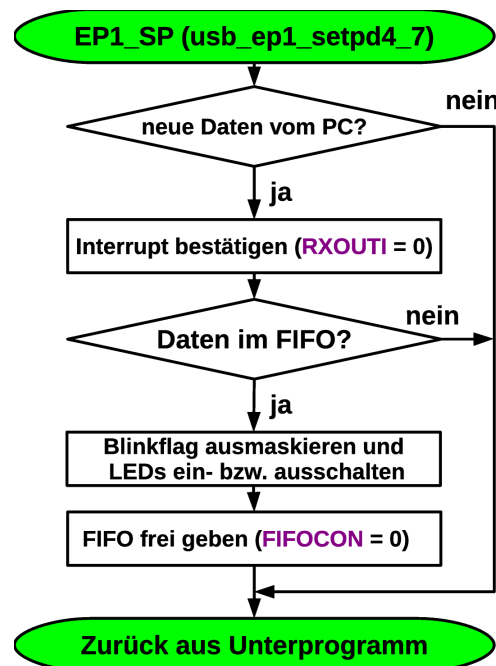 EP1_SP (usb_ep1_setpd4_7)
nein
neue Daten vom PC?
ja
Interrupt bestätigen (RXOUTI = 0)
nein
Daten im FIFO?
ja
Blinkflag ausmaskieren und
LEDs ein- bzw. ausschalten
FIFO frei geben (FIFOCON = 0)
Zurück aus Unterprogramm